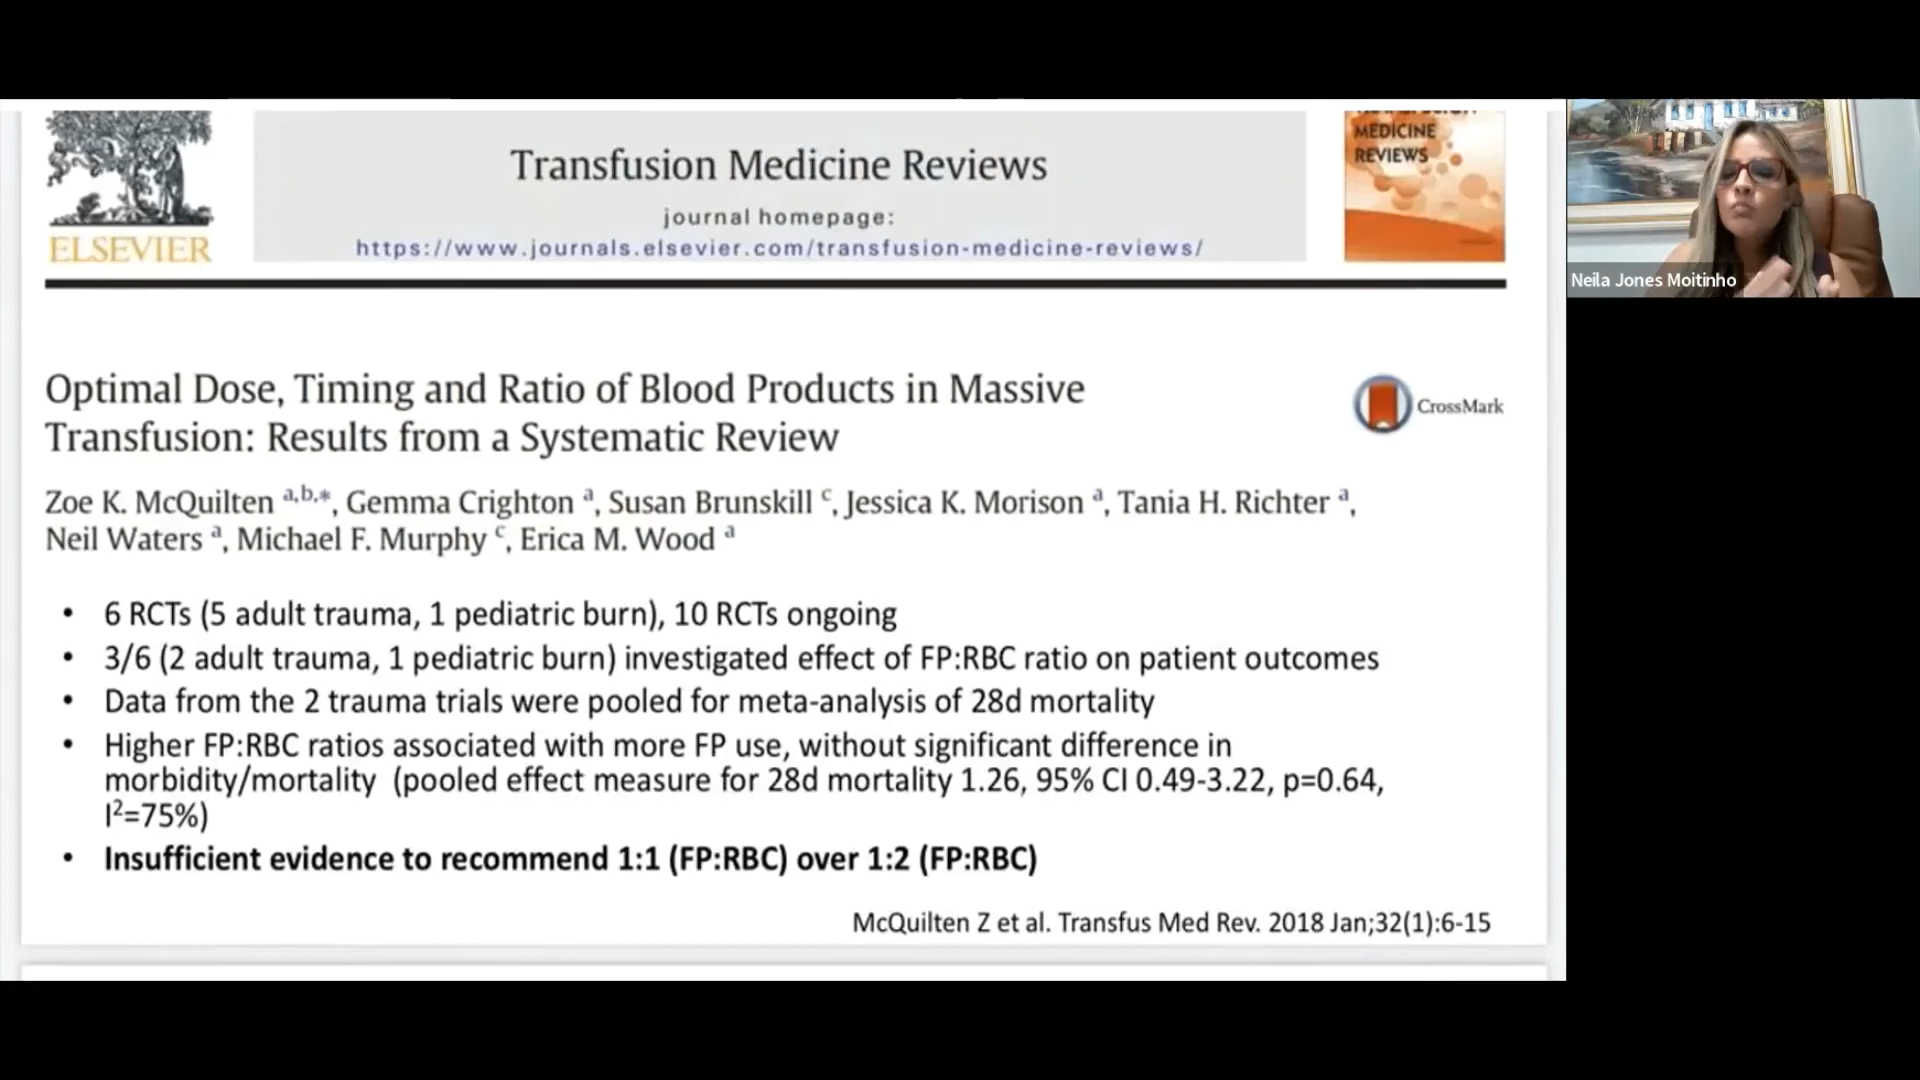 ELSEVIER
Transfusion Medicine Reviews
journal homepage:
https://www.journals.elsevier.com/transfusion-medicine-reviews/
MEDICINE
REVIEWS
Neila Jones Moitinho
Optimal Dose, Timing and Ratio of Blood Products in Massive
Transfusion: Results from a Systematic Review
CrossMark
Zoe K. McQuilten a,b,*, Gemma Crighton a, Susan Brunskill c, Jessica K. Morison a, Tania H. Richter a,
Neil Waters a, Michael F. Murphy c, Erica M. Wood a
• 6 RCTs (5 adult trauma, 1 pediatric burn), 10 RCTs ongoing
• 3/6 (2 adult trauma, 1 pediatric burn) investigated effect of FP:RBC ratio on patient outcomes
• Data from the 2 trauma trials were pooled for meta-analysis of 28d mortality
• Higher FP:RBC ratios associated with more FP use, without significant difference in
morbidity/mortality (pooled effect measure for 28d mortality 1.26, 95% CI 0.49-3.22, p=0.64,
I²=75%)
• Insufficient evidence to recommend 1:1 (FP:RBC) over 1:2 (FP:RBC)
McQuilten Z et al. Transfus Med Rev. 2018 Jan;32(1):6-15